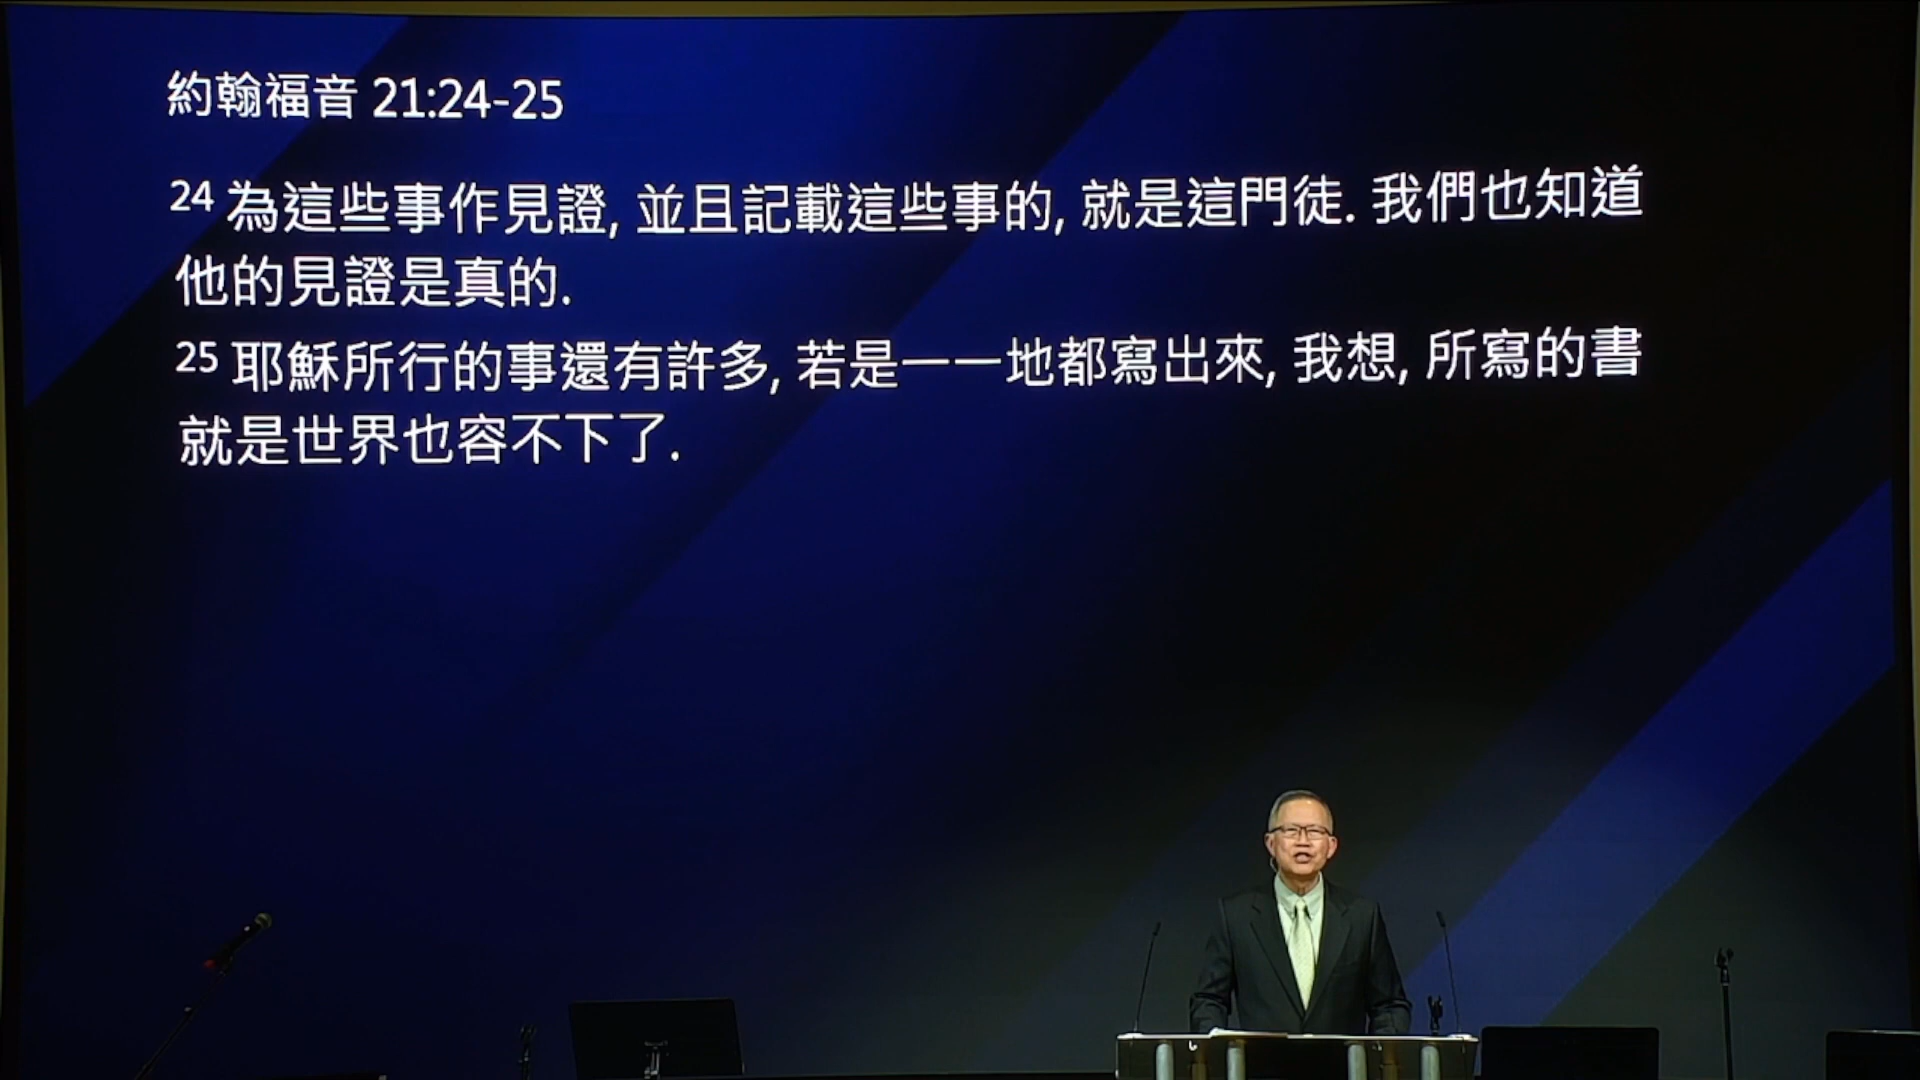 約翰福音 21:24-25
24 為這些事作見證, 並且記載這些事的, 就是這門徒. 我們也知道
他的見證是真的.
25 耶穌所行的事還有許多, 若是一一地都寫出來, 我想, 所寫的書
就是世界也容不下了.